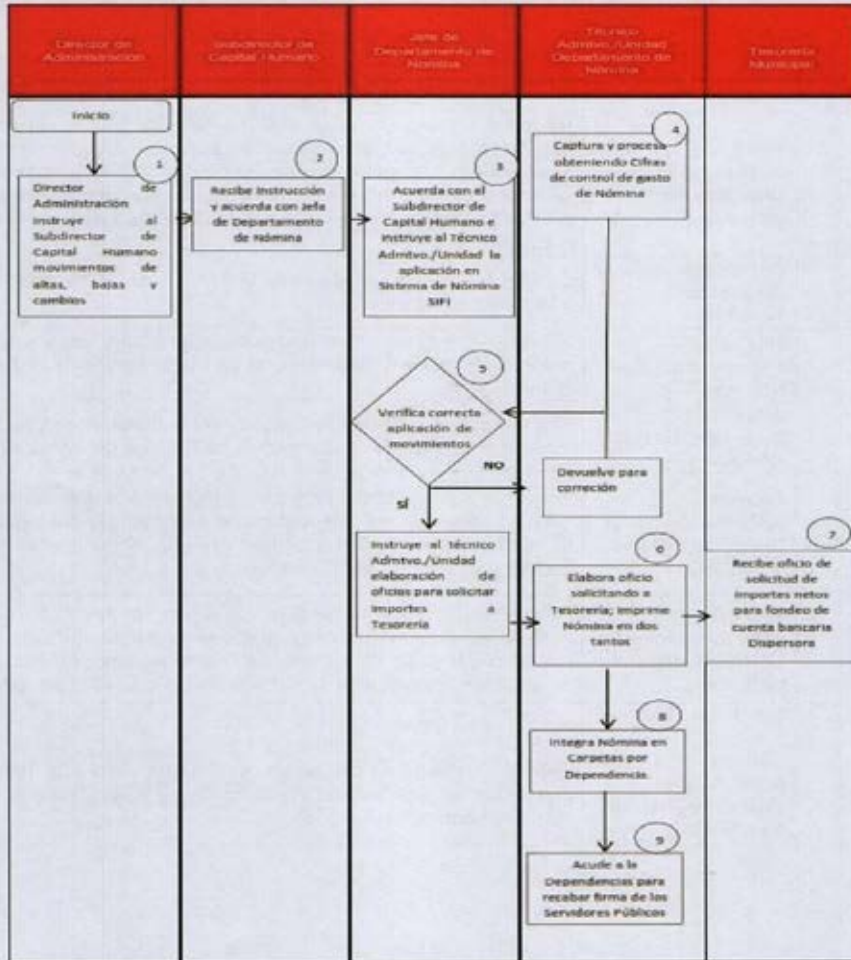 Director de
Administración
Subdirector de
Capital Humano
Jefe de
Departamento de
Nómina
Técnico
Admtvo./Unidad
Departamento de
Nómina
Tesorería
Municipal
Inicio
1
Director de
Administración
instruye al
Subdirector de
Capital Humano
movimientos de
altas, bajas y
cambios
2
Recibe Instrucción
y acuerda con Jefa
de Departamento
de Nómina
3
Acuerda con el
Subdirector de
Capital Humano e
instruye al Técnico
Admtvo./Unidad la
aplicación en
Sistema de Nómina
SIFI
4
Captura y procesa
obteniendo Cifras
de control de gasto
de Nómina
5
Verifica correcta
aplicación de
movimientos
NO
Devuelve para
correción
SÍ
Instruye al Técnico
Admtvo./Unidad
elaboración de
oficios para solicitar
importes a
Tesorería
6
Elabora oficio
solicitando a
Tesorería; imprime
Nómina en dos
tantos
7
Recibe oficio de
solicitud de
importes netos
para fondeo de
cuenta bancaria
Dispersora
8
Integra Nómina en
Carpetas por
Dependencia.
9
Acude a la
Dependencias para
recabar firma de los
Servidores Públicos